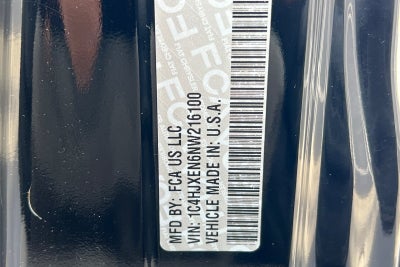 MFD BY: FCA US LLC
VIN: 1C4HJXEN6NW216100
VEHICLE MADE IN: U.S.A.